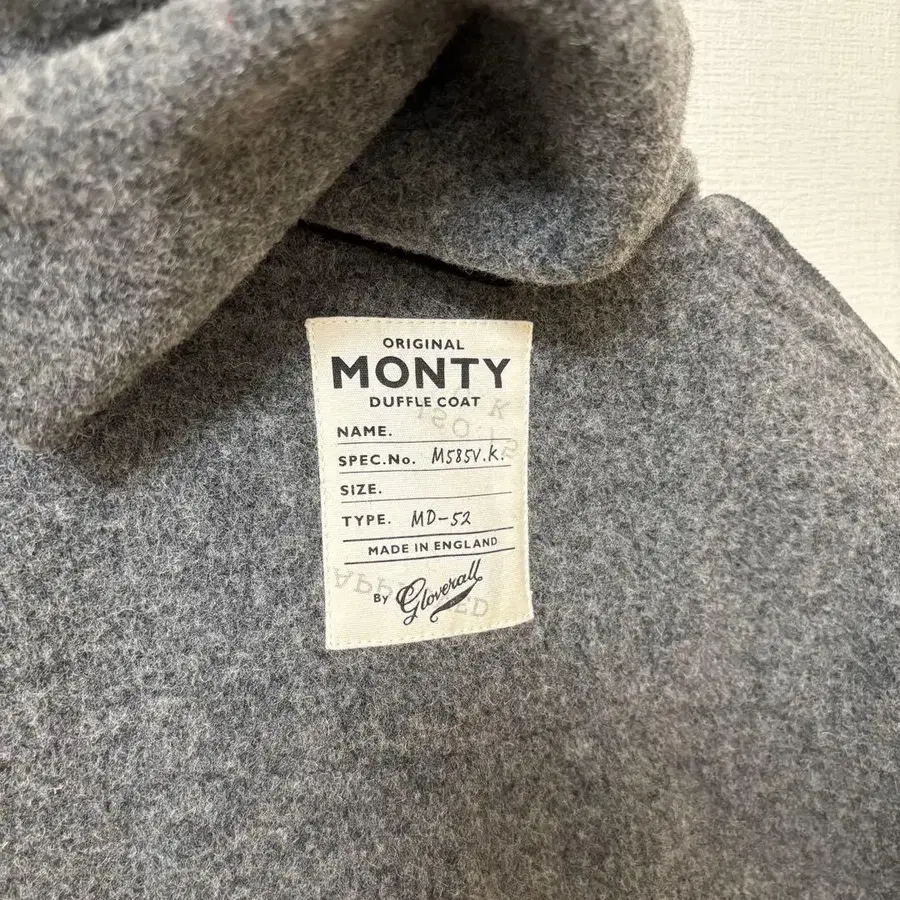 ORIGINAL
MONTY
DUFFLE COAT
NAME.
SPEC.No. M585V.K.
SIZE.
TYPE. MD-52
MADE IN ENGLAND
BY Gloverall